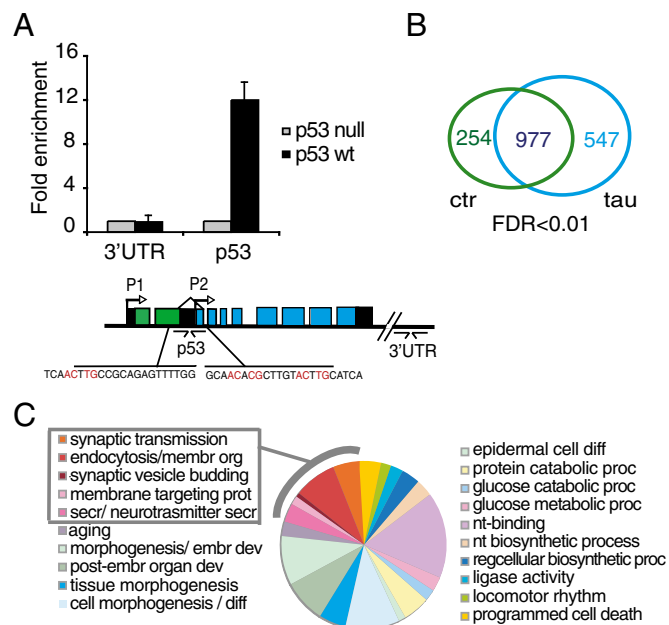 A
Fold enrichment
16
12
8
4
0
p53 null
p53 wt
3'UTR
p53
B
254
977
547
ctr
tau
FDR<0.01
P1
P2
p53
3'UTR
TCAACTTGCCGCAGAGTTTTGG
GCAACACGCTTGTACTTGCATCA
C
synaptic transmission
endocytosis/membr org
synaptic vesicle budding
membrane targeting prot
secr/ neurotrasmitter secr
aging
morphogenesis/ embr dev
post-embr organ dev
tissue morphogenesis
cell morphogenesis / diff
epidermal cell diff
protein catabolic proc
glucose catabolic proc
glucose metabolic proc
nt-binding
nt biosynthetic process
regcellular biosynthetic proc
ligase activity
locomotor rhythm
programmed cell death